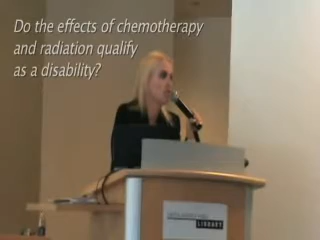 Do the effects of chemotherapy
and radiation qualify
as a disability?
LIBRARY